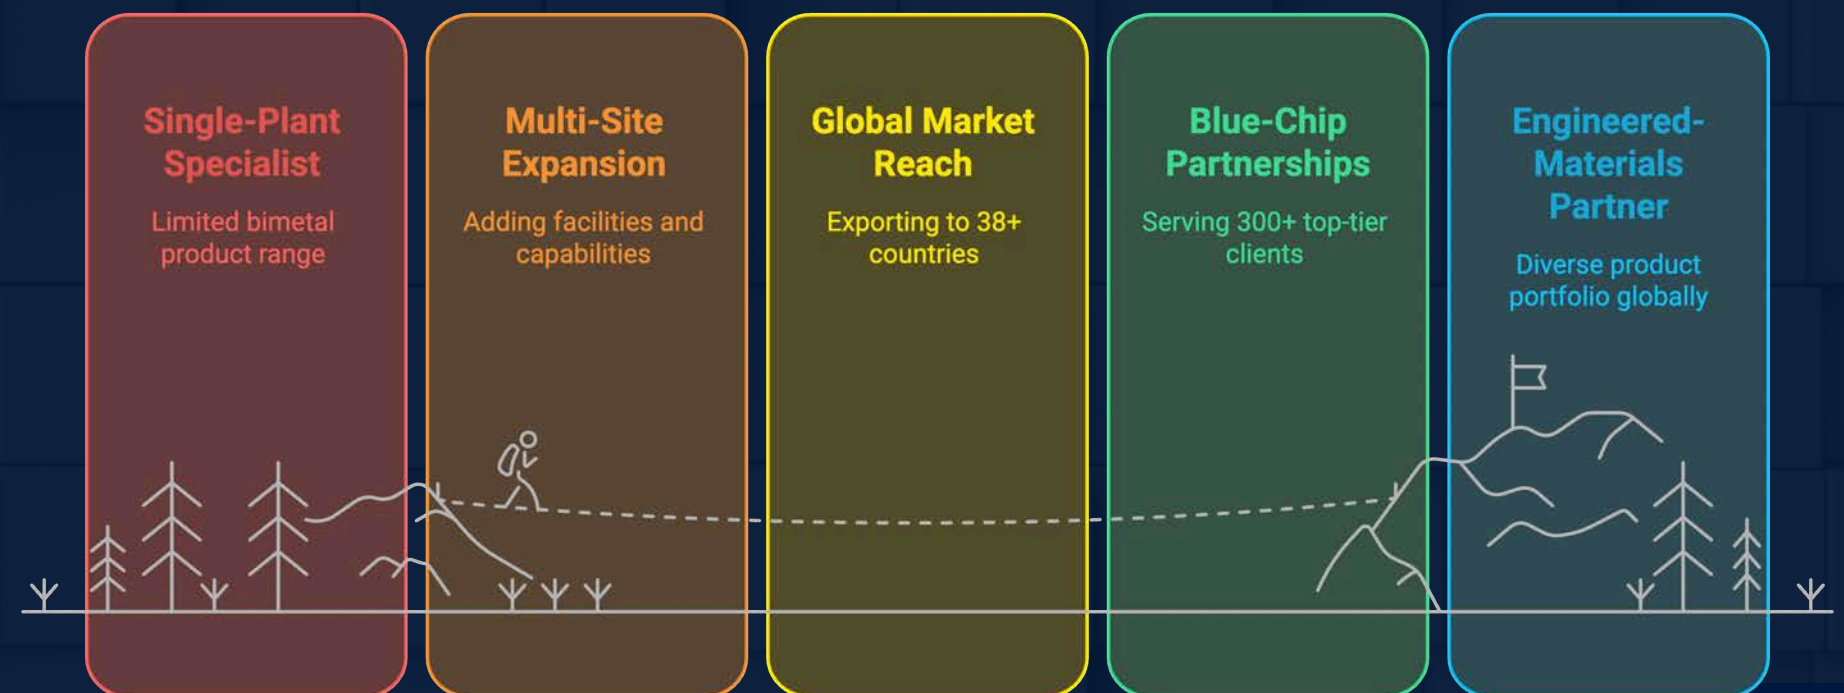 Single-Plant
Specialist
Limited bimetal
product range
Multi-Site
Expansion
Adding facilities and
capabilities
Global Market
Reach
Exporting to 38+
countries
Blue-Chip
Partnerships
Serving 300+ top-tier
clients
Engineered-
Materials
Partner
Diverse product
portfolio globally